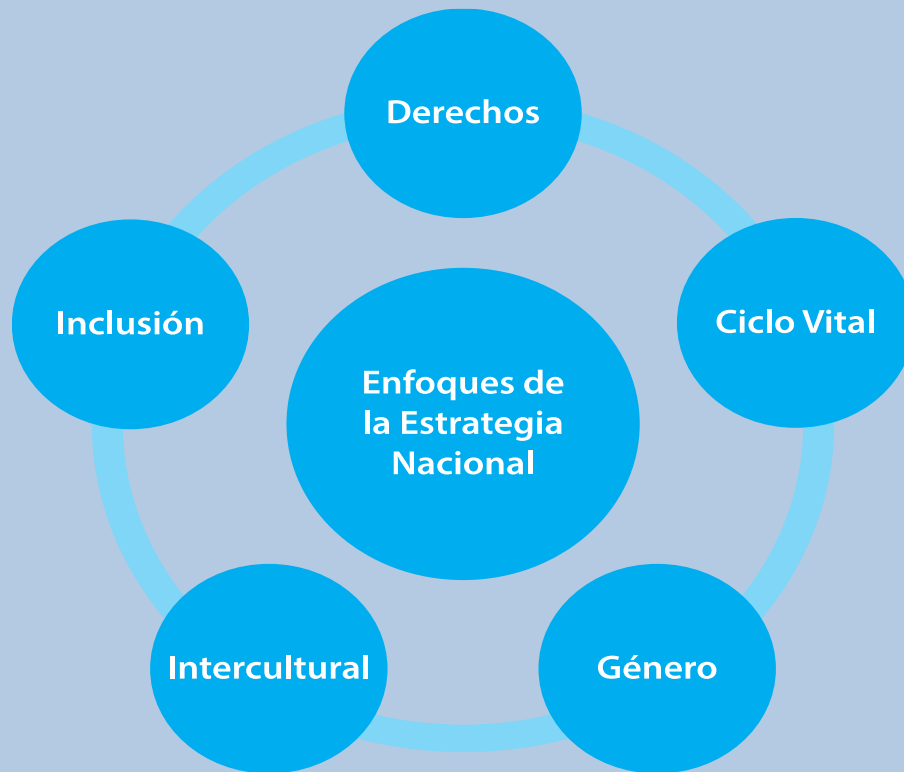 Derechos
Ciclo Vital
Género
Intercultural
Inclusión
Enfoques de
la Estrategia
Nacional